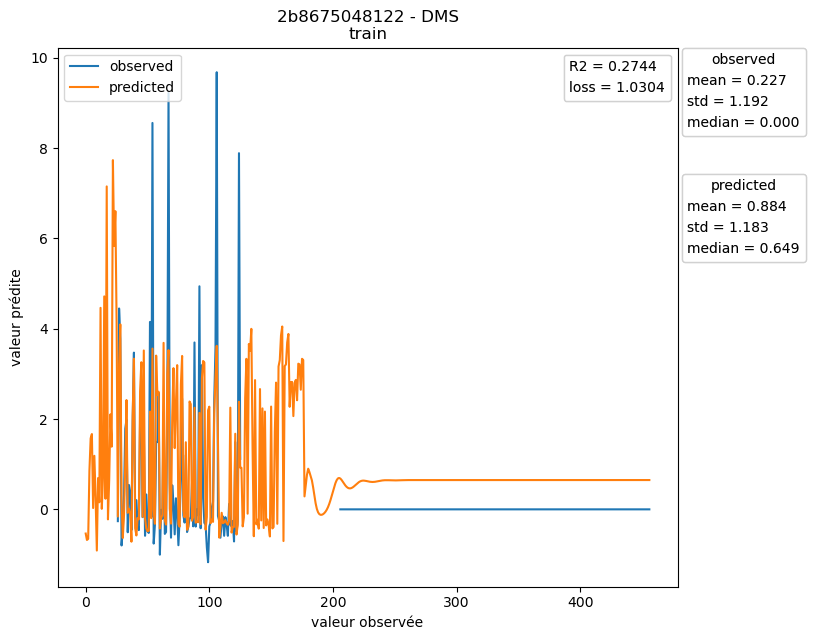 2b8675048122 - DMS
train
observed
predicted
R2 = 0.2744
loss = 1.0304
observed
mean = 0.227
std = 1.192
median = 0.000
predicted
mean = 0.884
std = 1.183
median = 0.649
valeur prédite
10
8
6
4
2
0
0 100 200 300 400
valeur observée